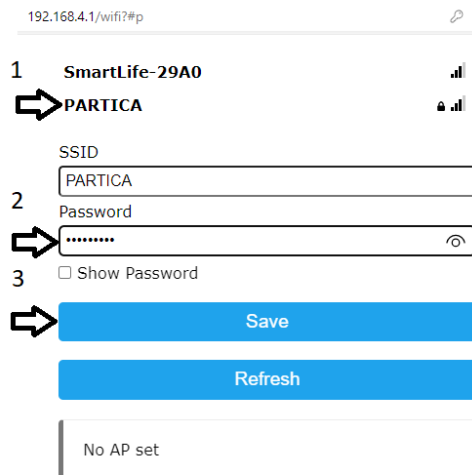 192.168.4.1/wifi?#p
1
SmartLife-29A0
PARTICA
SSID
PARTICA
2
Password
•••••••••
3
Show Password
Save
Refresh
No AP set